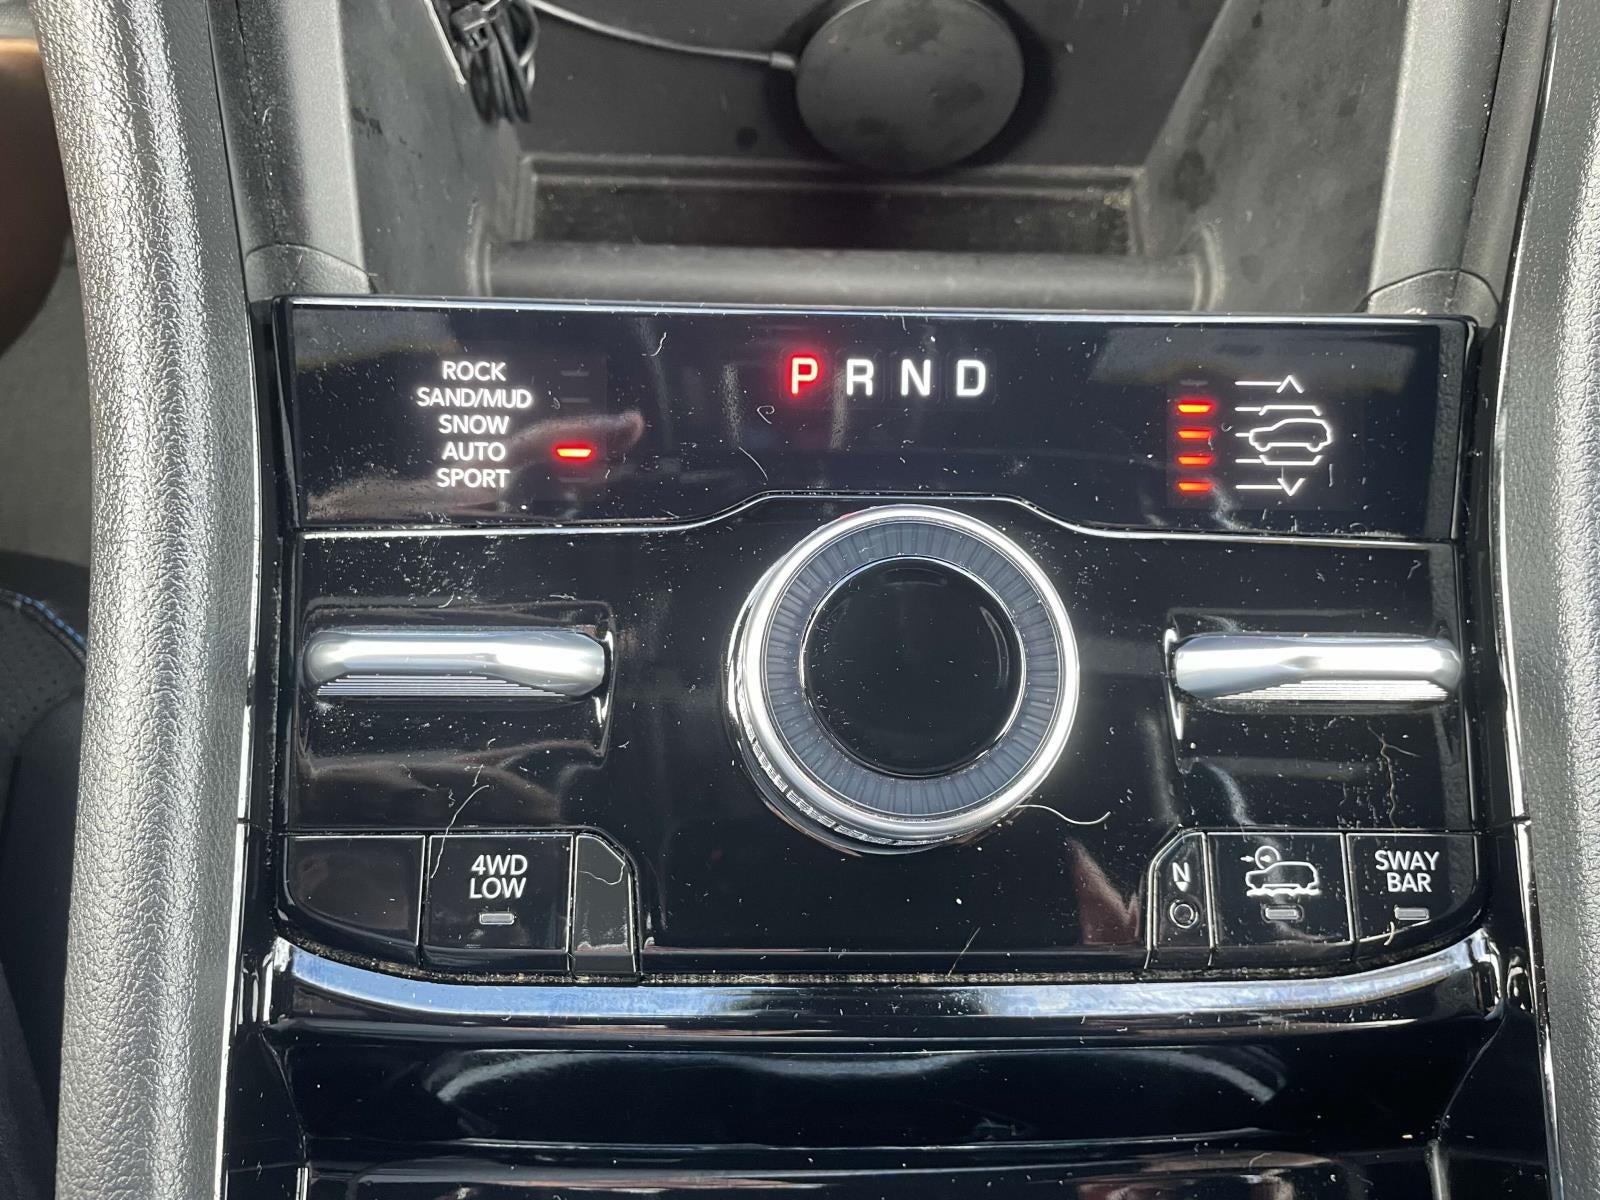 ROCK
SAND/MUD
SNOW
AUTO
SPORT
P R N D
4WD
LOW
N
SWAY
BAR